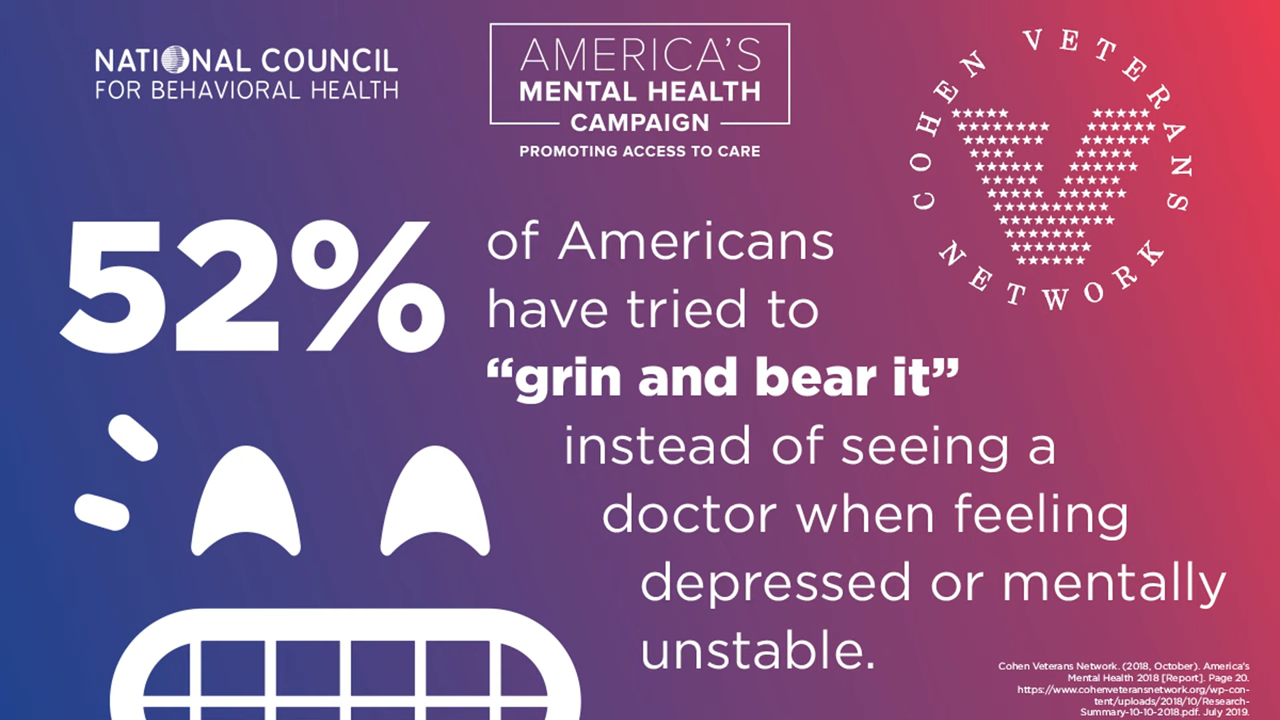 NATIONAL COUNCIL
FOR BEHAVIORAL HEALTH
AMERICA'S
MENTAL HEALTH
CAMPAIGN
PROMOTING ACCESS TO CARE
COHEN VETERANS
NETWORK
52%
of Americans
have tried to
“grin and bear it”
instead of seeing a
doctor when feeling
depressed or mentally
unstable.
Cohen Veterans Network. (2018, October). America's
Mental Health 2018 [Report]. Page 20.
https://www.cohenveteransnetwork.org/wp-con-
tent/uploads/2018/10/Research-
Summary-10-10-2018.pdf. July 2019.